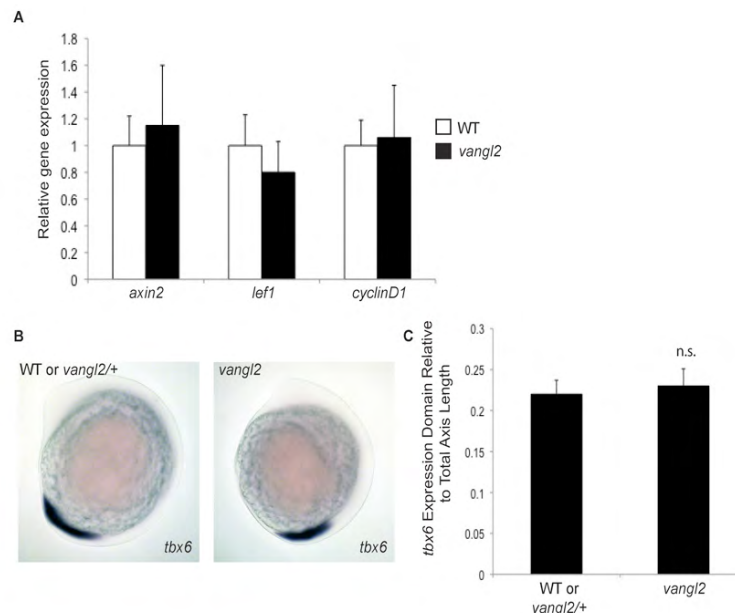 A
Relative gene expression
1.8
1.6
1.4
1.2
1
0.8
0.6
0.4
0.2
0
axin2
lef1
cyclinD1
WT
vangl2
B
WT or vangl2/+
tbx6
vangl2
tbx6
C
tbx6 Expression Domain Relative
to Total Axis Length
0.3
0.25
0.2
0.15
0.1
0.05
0
n.s.
WT or
vangl2/+
vangl2